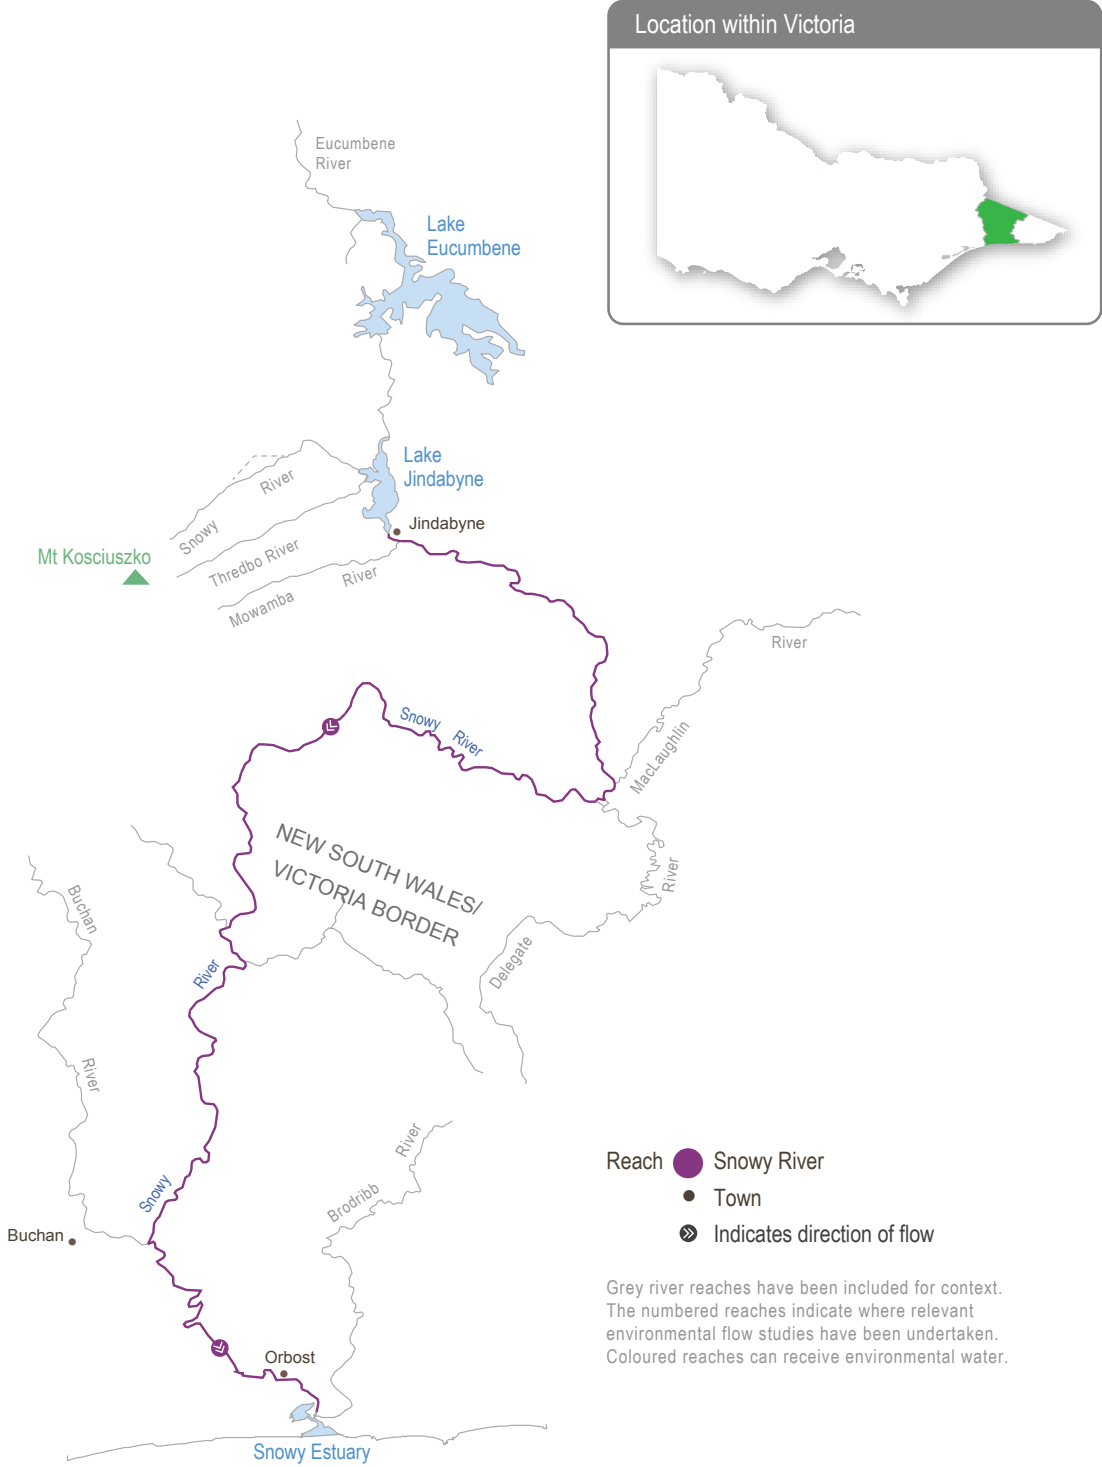 Location within Victoria
Eucumbene
River
Lake
Eucumbene
Lake
Jindabyne
Jindabyne
River
Snowy
Mt Kosciuszko
Thredbo River
River
Mowamba
River
MacLaughlin
Snowy River
NEW SOUTH WALES/
VICTORIA BORDER
River
Delegate
Buchan
River
River
Snowy
River
Brodribb
Buchan
Orbost
Snowy Estuary
Reach Snowy River
Town
Indicates direction of flow
Grey river reaches have been included for context.
The numbered reaches indicate where relevant
environmental flow studies have been undertaken.
Coloured reaches can receive environmental water.